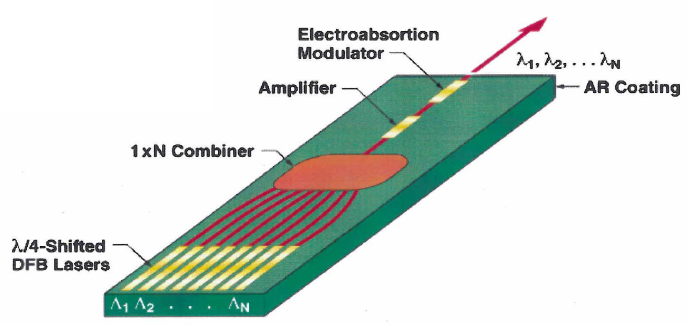 Electroabsortion
Modulator
λ1, λ2, . . . λN
Amplifier
AR Coating
1xN Combiner
λ/4-Shifted
DFB Lasers
Λ1 Λ2 . . . ΛN